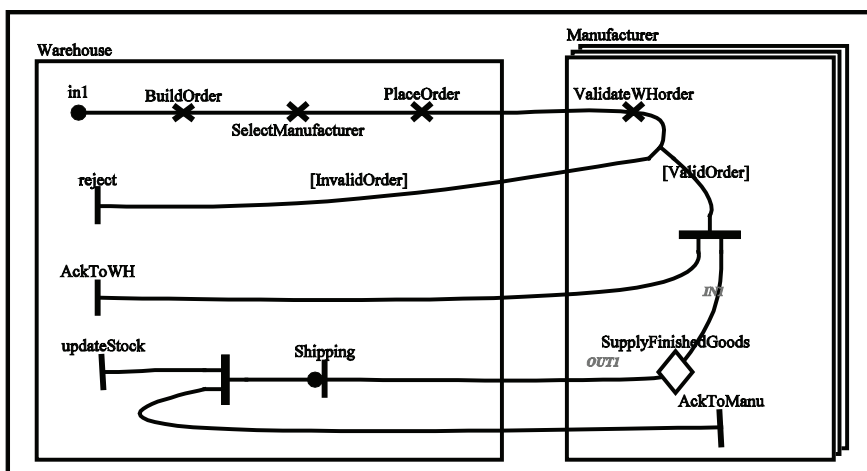 Manufacturer
Warehouse
in1
BuildOrder
PlaceOrder
ValidateWHorder
SelectManufacturer
reject
[InvalidOrder]
[ValidOrder]
AckToWH
IN1
updateStock
Shipping
SupplyFinishedGoods
OUT1
AckToManu